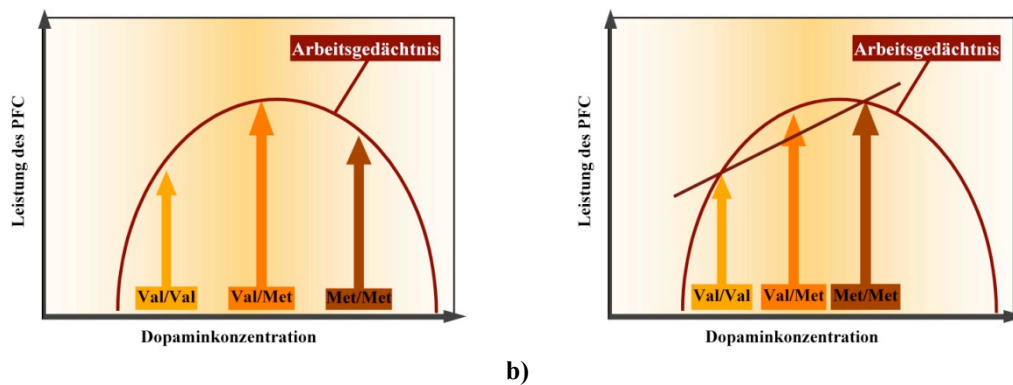 Arbeitsgedächtnis
Leistung des PFC
Val/Val
Val/Met
Met/Met
Dopaminkonzentration
Arbeitsgedächtnis
Leistung des PFC
Val/Val
Val/Met
Met/Met
Dopaminkonzentration
b)